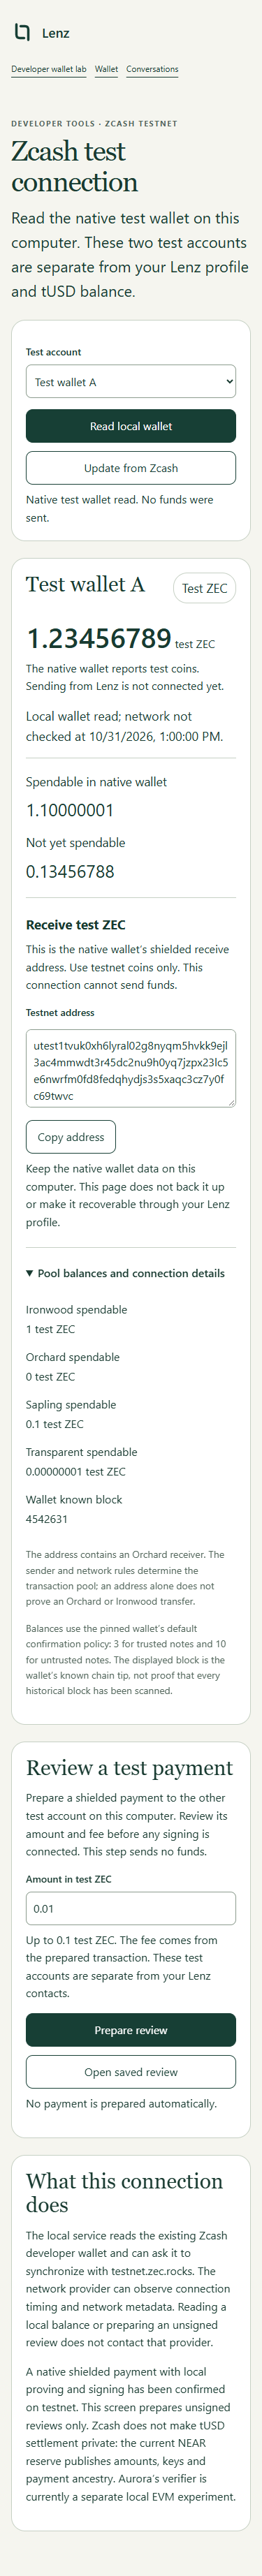 Lenz
Developer wallet lab Wallet Conversations
DEVELOPER TOOLS · ZCASH TESTNET
Zcash test
connection
Read the native test wallet on this
computer. These two test accounts
are separate from your Lenz profile
and tUSD balance.
Test account
Test wallet A
Read local wallet
Update from Zcash
Native test wallet read. No funds were
sent.
Test wallet A
Test ZEC
1.23456789 test ZEC
The native wallet reports test coins.
Sending from Lenz is not connected yet.
Local wallet read; network not
checked at 10/31/2026, 1:00:00 PM.
Spendable in native wallet
1.10000001
Not yet spendable
0.13456788
Receive test ZEC
This is the native wallet's shielded receive
address. Use testnet coins only. This
connection cannot send funds.
Testnet address
utest1tvuk0xh6lyral02g8nyqm5hvkk9ejl
3ac4mmwdt3r45dc2nu9h0yq7jzpx23lc5
e6nwrfm0fd8fedqhydjs3s5xaqc3cz7y0f
c69twvc
Copy address
Keep the native wallet data on this
computer. This page does not back it up
or make it recoverable through your Lenz
profile.
▼ Pool balances and connection details
Ironwood spendable
1 test ZEC
Orchard spendable
0 test ZEC
Sapling spendable
0.1 test ZEC
Transparent spendable
0.00000001 test ZEC
Wallet known block
4542631
The address contains an Orchard receiver. The
sender and network rules determine the
transaction pool; an address alone does not
prove an Orchard or Ironwood transfer.
Balances use the pinned wallet's default
confirmation policy: 3 for trusted notes and 10
for untrusted notes. The displayed block is the
wallet's known chain tip, not proof that every
historical block has been scanned.
Review a test payment
Prepare a shielded payment to the other
test account on this computer. Review its
amount and fee before any signing is
connected. This step sends no funds.
Amount in test ZEC
0.01
Up to 0.1 test ZEC. The fee comes from
the prepared transaction. These test
accounts are separate from your Lenz
contacts.
Prepare review
Open saved review
No payment is prepared automatically.
What this connection
does
The local service reads the existing Zcash
developer wallet and can ask it to
synchronize with testnet.zec.rocks. The
network provider can observe connection
timing and network metadata. Reading a
local balance or preparing an unsigned
review does not contact that provider.
A native shielded payment with local
proving and signing has been confirmed
on testnet. This screen prepares unsigned
reviews only. Zcash does not make tUSD
settlement private: the current NEAR
reserve publishes amounts, keys and
payment ancestry. Aurora's verifier is
currently a separate local EVM experiment.